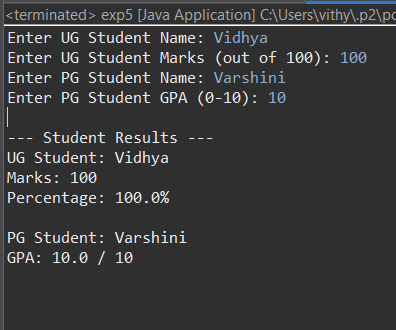 <terminated> exp5 [Java Application] C:\Users\vithy\.p2\po
Enter UG Student Name: Vidhya
Enter UG Student Marks (out of 100): 100
Enter PG Student Name: Varshini
Enter PG Student GPA (0-10): 10
--- Student Results ---
UG Student: Vidhya
Marks: 100
Percentage: 100.0%
PG Student: Varshini
GPA: 10.0 / 10